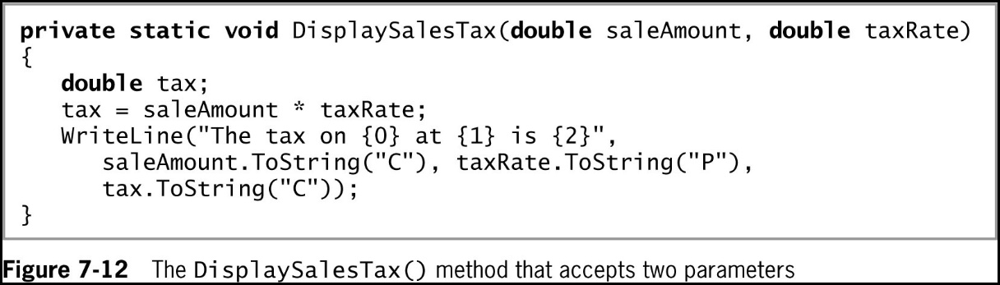 private static void DisplaySalesTax(double saleAmount, double taxRate)
{
   double tax;
   tax = saleAmount * taxRate;
   WriteLine("The tax on {0} at {1} is {2}",
      saleAmount.ToString("C"), taxRate.ToString("P"),
      tax.ToString("C"));
}
Figure 7-12 The DisplaySalesTax() method that accepts two parameters